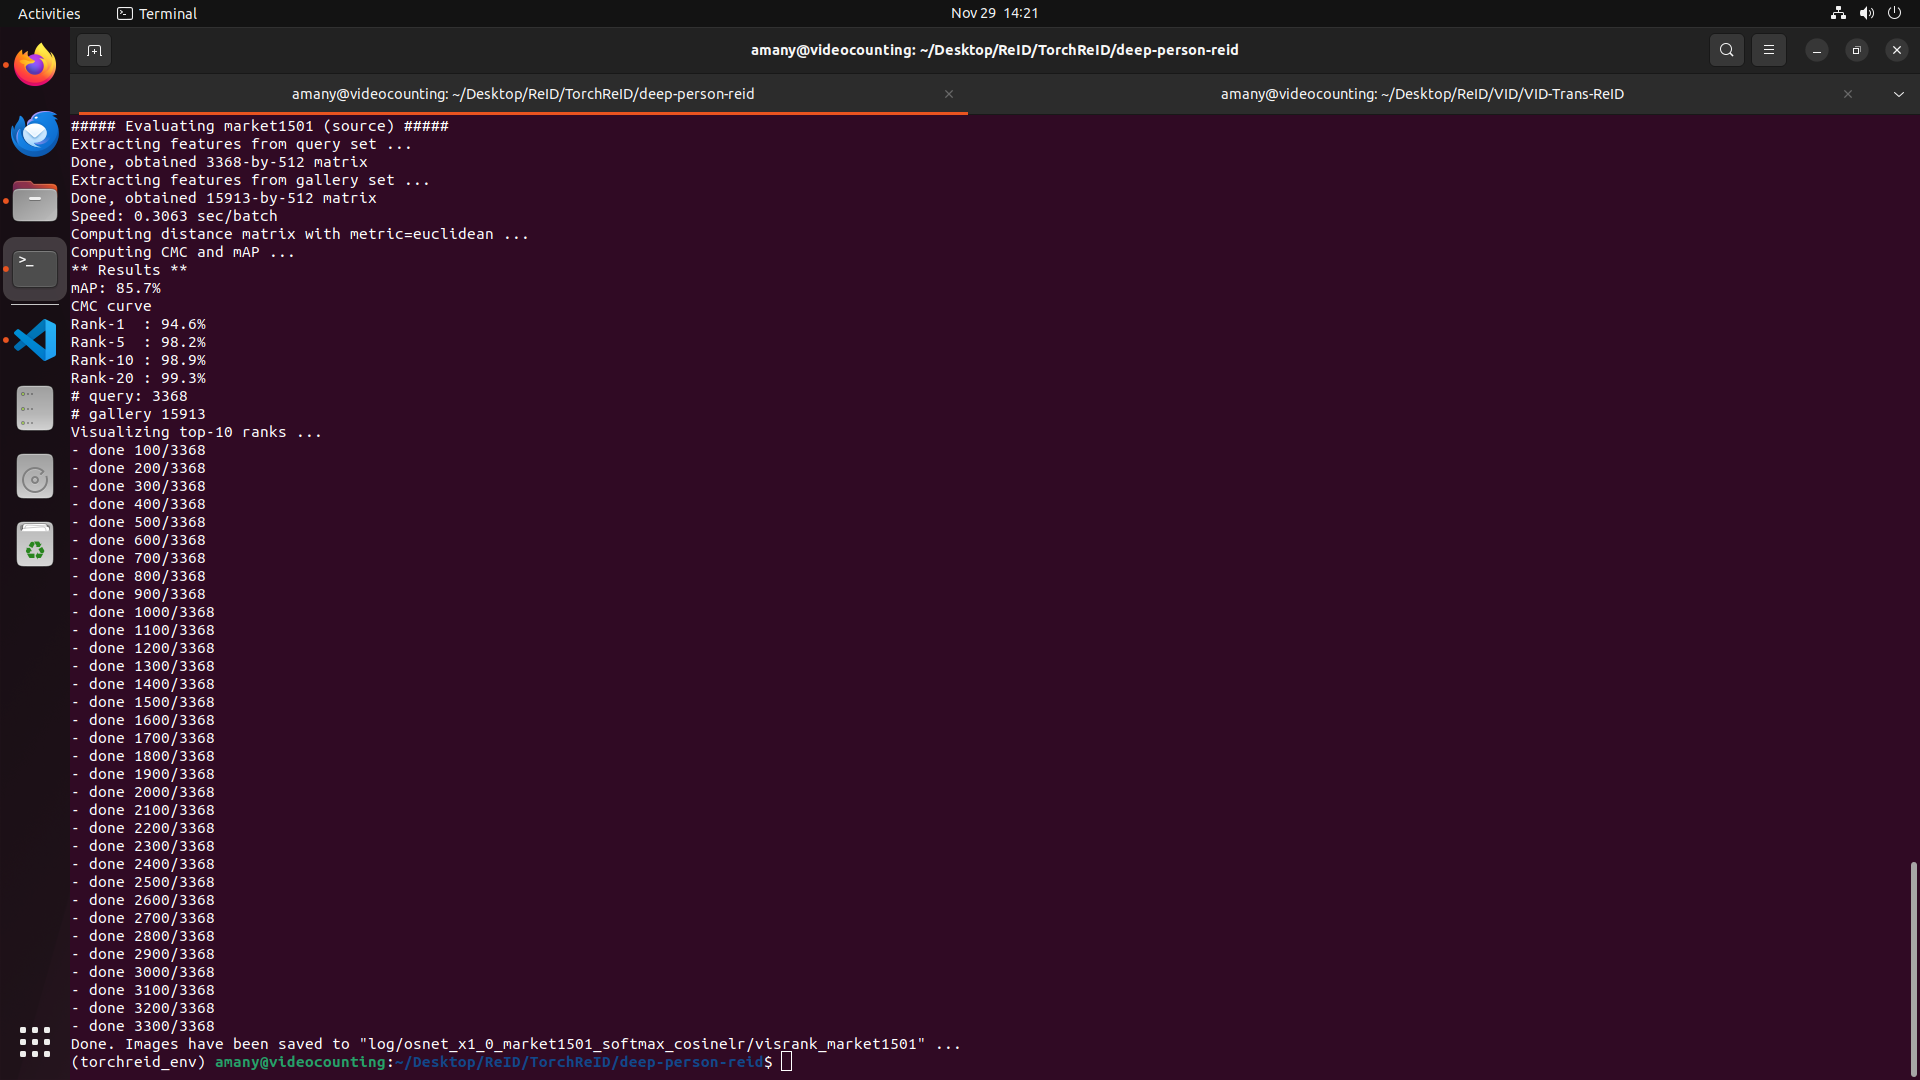 Activities
Terminal
Nov 29 14:21
amany@videocounting: ~/Desktop/ReID/TorchReID/deep-person-reid
amany@videocounting: ~/Desktop/ReID/TorchReID/deep-person-reid
amany@videocounting: ~/Desktop/ReID/VID/VID-Trans-ReID
##### Evaluating market1501 (source) #####
Extracting features from query set ...
Done, obtained 3368-by-512 matrix
Extracting features from gallery set ...
Done, obtained 15913-by-512 matrix
Speed: 0.3063 sec/batch
Computing distance matrix with metric=euclidean ...
Computing CMC and mAP ...
** Results **
mAP: 85.7%
CMC curve
Rank-1  : 94.6%
Rank-5  : 98.2%
Rank-10 : 98.9%
Rank-20 : 99.3%
# query: 3368
# gallery 15913
Visualizing top-10 ranks ...
- done 100/3368
- done 200/3368
- done 300/3368
- done 400/3368
- done 500/3368
- done 600/3368
- done 700/3368
- done 800/3368
- done 900/3368
- done 1000/3368
- done 1100/3368
- done 1200/3368
- done 1300/3368
- done 1400/3368
- done 1500/3368
- done 1600/3368
- done 1700/3368
- done 1800/3368
- done 1900/3368
- done 2000/3368
- done 2100/3368
- done 2200/3368
- done 2300/3368
- done 2400/3368
- done 2500/3368
- done 2600/3368
- done 2700/3368
- done 2800/3368
- done 2900/3368
- done 3000/3368
- done 3100/3368
- done 3200/3368
- done 3300/3368
Done. Images have been saved to "log/osnet_x1_0_market1501_softmax_cosinelr/visrank_market1501" ...
(torchreid_env) amany@videocounting:~/Desktop/ReID/TorchReID/deep-person-reid$